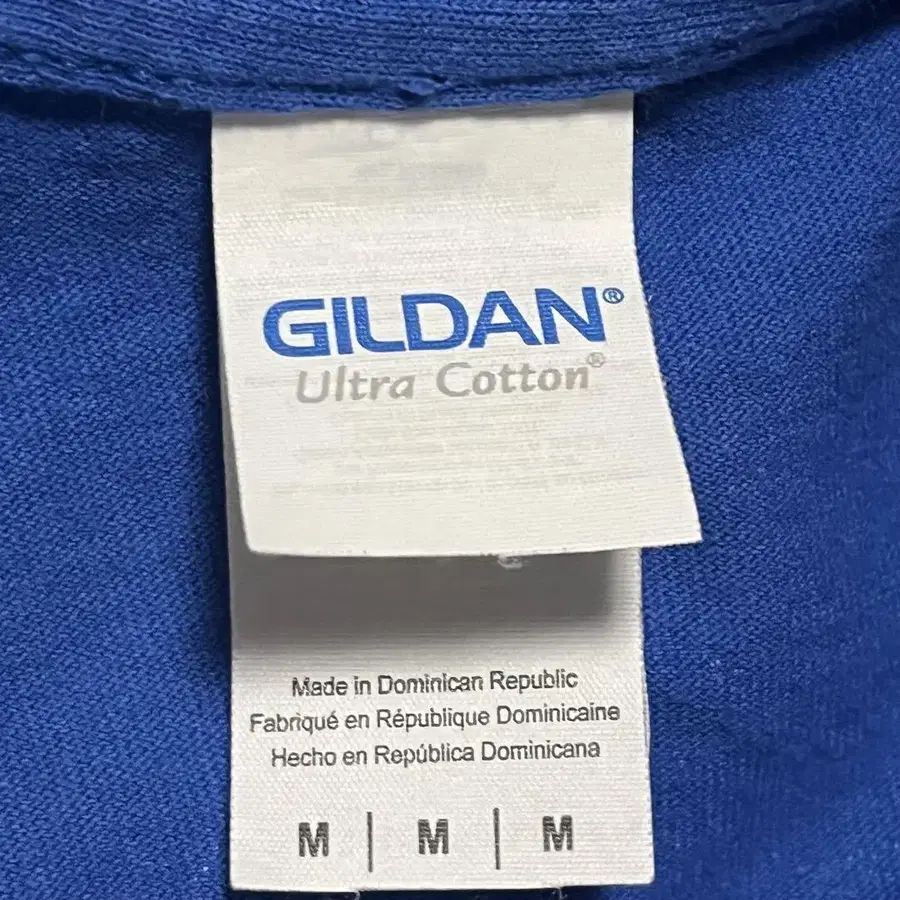 GILDAN®
Ultra Cotton®
Made in Dominican Republic
Fabriqué en République Dominicaine
Hecho en República Dominicana
M | M | M